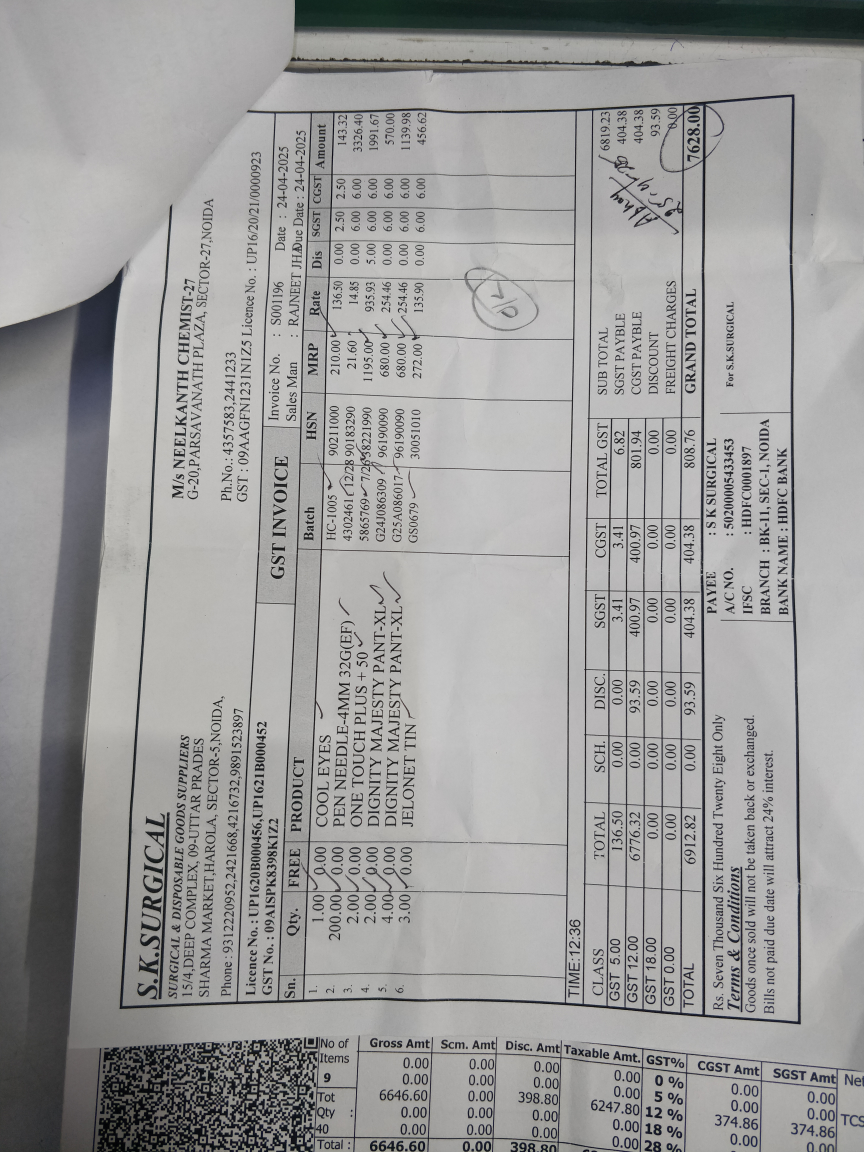 S.K.SURGICAL
SURGICAL & DISPOSABLE GOODS SUPPLIERS
15/4,DEEP COMPLEX, 09-UTTAR PRADES
SHARMA MARKET,HAROLA, SECTOR-5,NOIDA,
Phone : 9312220952,2421668,4216732,9891523897
Licence No. : UP1620B000456,UP1621B000452
GST No. : 09AISPK8398K1Z2
M/s NEELKANTH CHEMIST-27
G-20,PARSAVANATH PLAZA, SECTOR-27,NOIDA
Ph.No.: 4357583,2441233
GST : 09AAGFN1231N1Z5 Licence No. : UP16/20/21/0000923
GST INVOICE
Invoice No. : S001196 Date : 24-04-2025
Sales Man : RAJNEET JHA Due Date : 24-04-2025
Sn. Qty. FREE PRODUCT Batch HSN MRP Rate Dis SGST CGST Amount
1. 1.00 0.00 COOL EYES HC-1005 90211000 210.00 136.50 0.00 2.50 2.50 143.32
2. 200.00 0.00 PEN NEEDLE-4MM 32G(EF) 4302461 12/28 90183290 21.60 14.85 0.00 6.00 6.00 3326.40
3. 2.00 0.00 ONE TOUCH PLUS + 50 5865769 7/26 38221990 1195.00 935.93 5.00 6.00 6.00 1991.67
4. 2.00 0.00 DIGNITY MAJESTY PANT-XL G24J086309 96190090 680.00 254.46 0.00 6.00 6.00 570.00
5. 4.00 0.00 DIGNITY MAJESTY PANT-XL G25A086017 96190090 680.00 254.46 0.00 6.00 6.00 1139.98
6. 3.00 0.00 JELONET TIN GS0679 30051010 272.00 135.90 0.00 6.00 6.00 456.62
TIME:12:36
CLASS TOTAL SCH. DISC. SGST CGST TOTAL GST
GST 5.00 136.50 0.00 0.00 3.41 3.41 6.82
GST 12.00 6776.32 0.00 93.59 400.97 400.97 801.94
GST 18.00 0.00 0.00 0.00 0.00 0.00 0.00
GST 0.00 0.00 0.00 0.00 0.00 0.00 0.00
TOTAL 6912.82 0.00 93.59 404.38 404.38 808.76
SUB TOTAL 6819.23
SGST PAYABLE 404.38
CGST PAYABLE 404.38
DISCOUNT 93.59
FREIGHT CHARGES 0.00
GRAND TOTAL 7628.00
Rs. Seven Thousand Six Hundred Twenty Eight Only
Terms & Conditions
Goods once sold will not be taken back or exchanged.
Bills not paid due date will attract 24% interest.
PAYEE : S K SURGICAL
A/C NO. : 50200005433453
IFSC : HDFC0001897
BRANCH : BK-11, SEC-1, NOIDA
BANK NAME : HDFC BANK
For S.K.SURGICAL
No of Items Gross Amt Scm. Amt Disc. Amt Taxable Amt. GST% CGST Amt SGST Amt Net
9 0.00 0.00 0.00 0.00 0 % 0.00 0.00
0.00 0.00 0.00 0.00 5 % 0.00 0.00
Tot 6646.60 0.00 398.80 6247.80 12 % 374.86 374.86 TCS
Qty : 0.00 0.00 0.00 0.00 18 % 0.00 0.00
40 0.00 0.00 0.00 0.00 28 %
Total : 6646.60 0.00 398.80